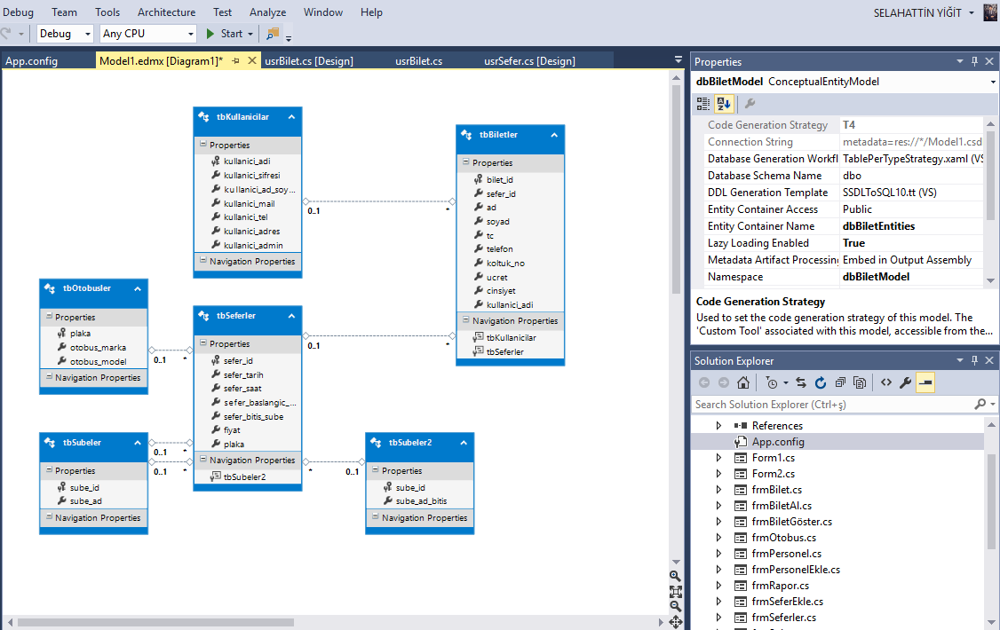 Debug Team Tools Architecture Test Analyze Window Help SELAHATTİN YİĞİT
Debug Any CPU Start
App.config Model1.edmx [Diagram1]* usrBilet.cs [Design] usrBilet.cs usrSefer.cs [Design]
tbKullanicilar
Properties
kullanici_adi
kullanici_sifresi
kullanici_ad_soy...
kullanici_mail
kullanici_tel
kullanici_adres
kullanici_admin
Navigation Properties
0..1
*
tbBiletler
Properties
bilet_id
sefer_id
ad
soyad
tc
telefon
koltuk_no
ucret
cinsiyet
kullanici_adi
Navigation Properties
tbKullanicilar
tbSeferler
tbOtobusler
Properties
plaka
otobus_marka
otobus_model
Navigation Properties
0..1
*
tbSeferler
Properties
sefer_id
sefer_tarih
sefer_saat
sefer_baslangic_...
sefer_bitis_sube
fiyat
plaka
Navigation Properties
tbSubeler2
0..1
*
tbSubeler
Properties
sube_id
sube_ad
Navigation Properties
0..1
*
0..1
*
*
0..1
tbSubeler2
Properties
sube_id
sube_ad_bitis
Navigation Properties
Properties
dbBiletModel ConceptualEntityModel
Code Generation Strategy T4
Connection String metadata=res://*/Model1.csd
Database Generation Workfl TablePerTypeStrategy.xaml (VS
Database Schema Name dbo
DDL Generation Template SSDLToSQL10.tt (VS)
Entity Container Access Public
Entity Container Name dbBiletEntities
Lazy Loading Enabled True
Metadata Artifact Processing Embed in Output Assembly
Namespace dbBiletModel
Code Generation Strategy
Used to set the code generation strategy of this model. The
'Custom Tool' associated with this model, accessible from the...
Solution Explorer
Search Solution Explorer (Ctrl+ş)
References
App.config
Form1.cs
Form2.cs
frmBilet.cs
frmBiletAl.cs
frmBiletGöster.cs
frmOtobus.cs
frmPersonel.cs
frmPersonelEkle.cs
frmRapor.cs
frmSeferEkle.cs
frmSeferler.cs